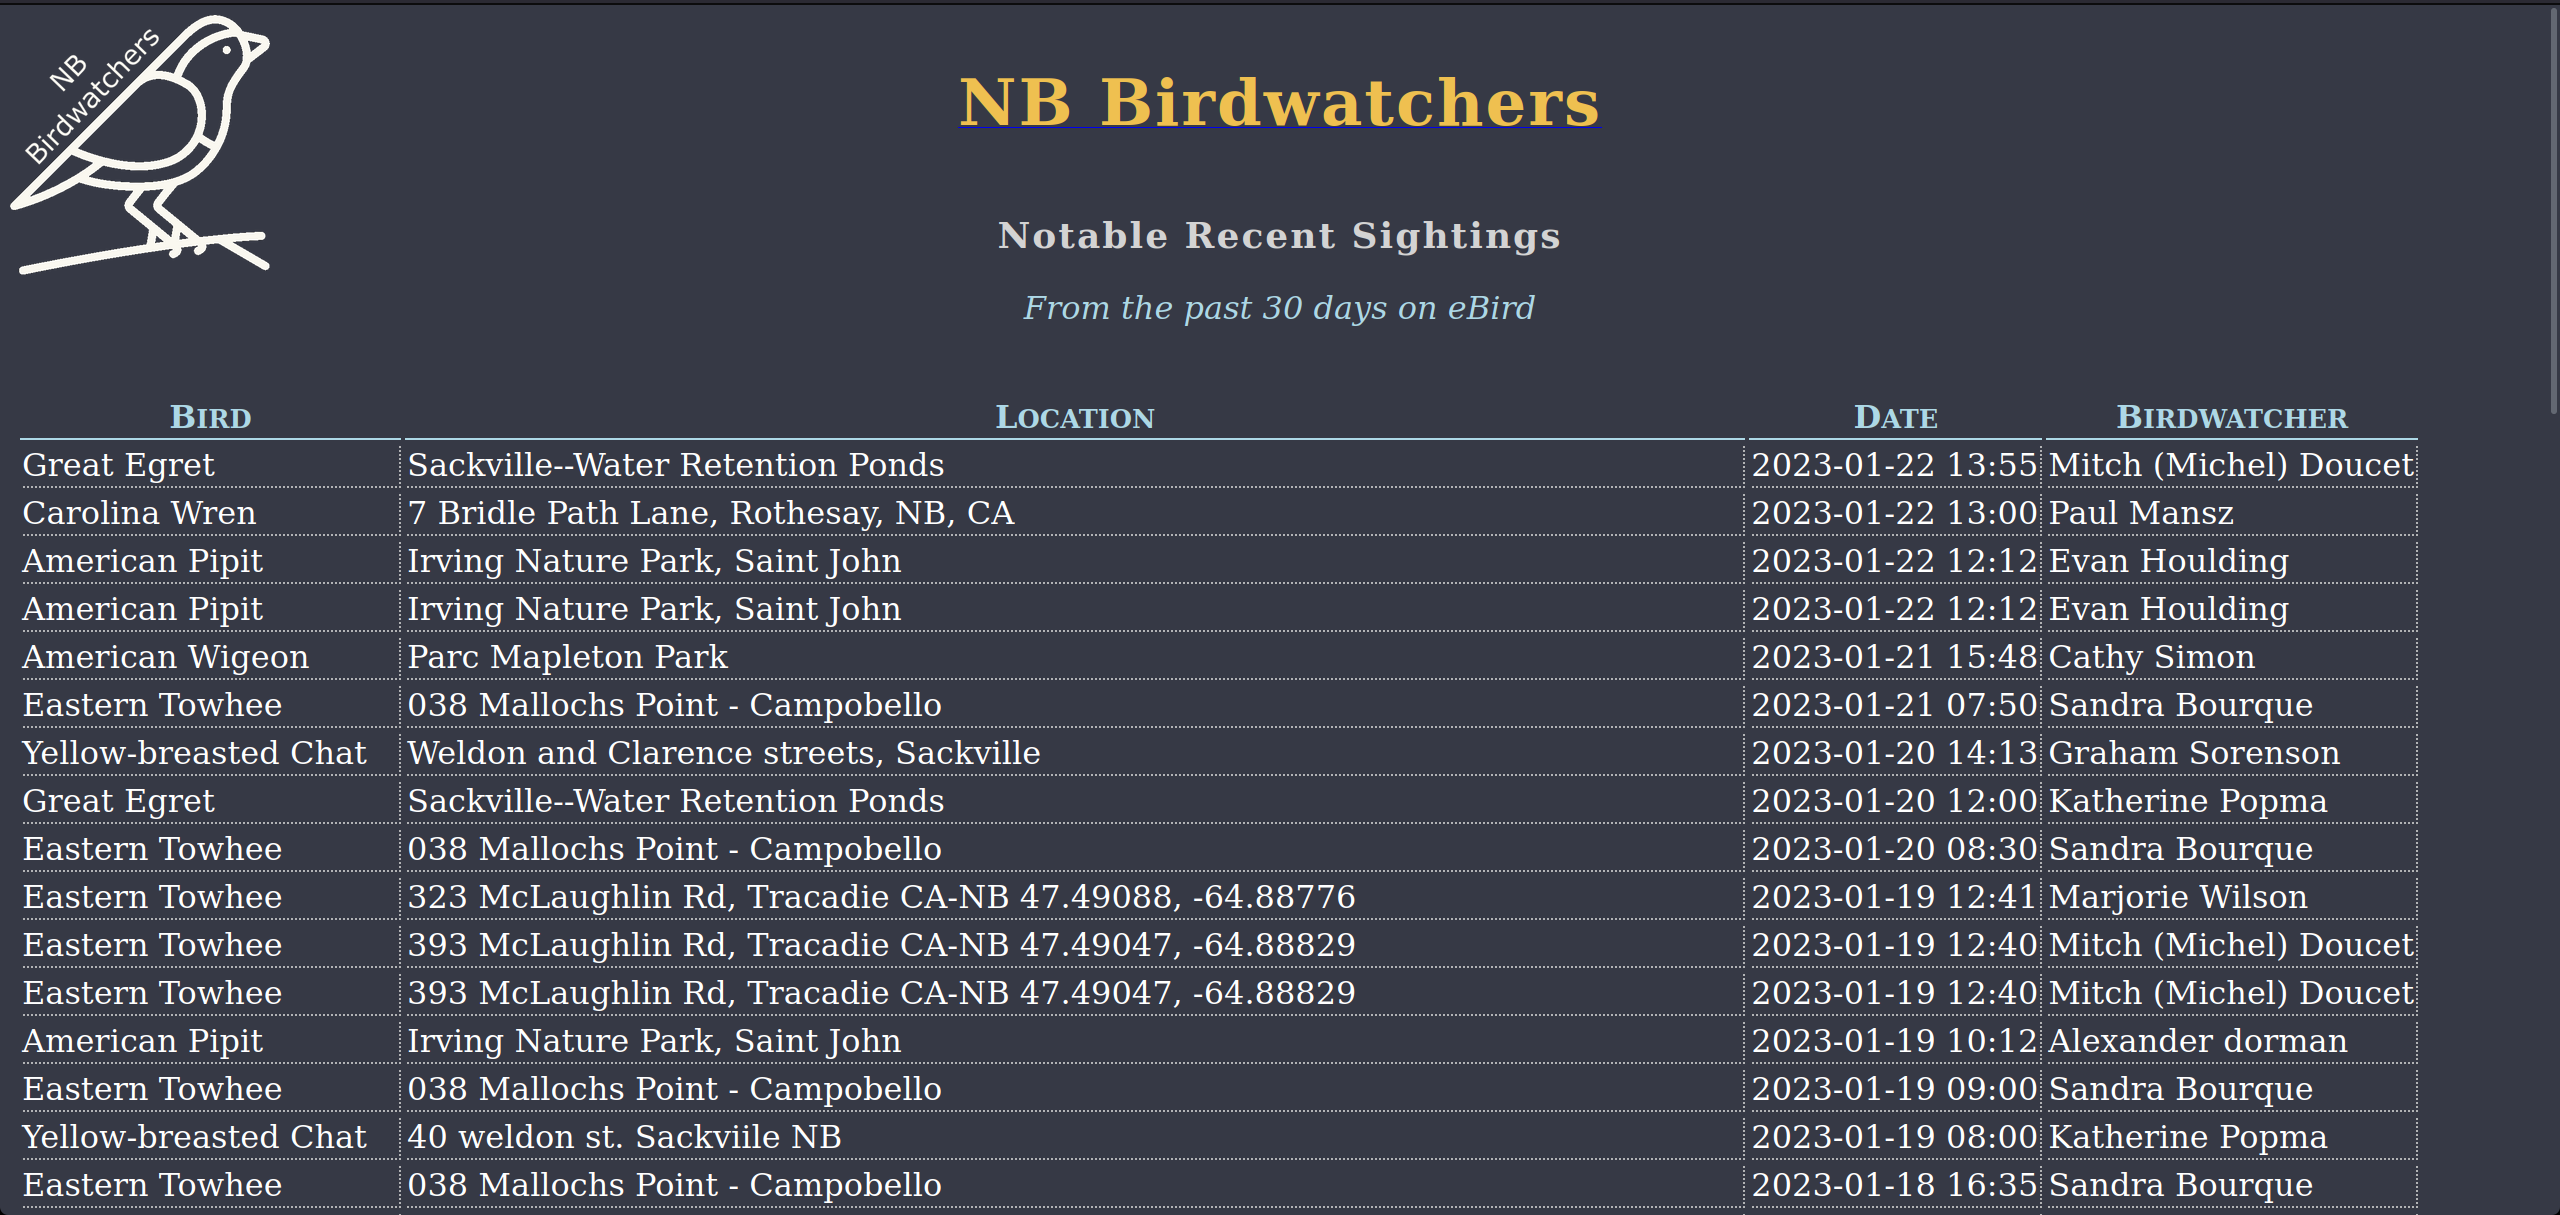 NB
Birdwatchers
NB Birdwatchers
Notable Recent Sightings
From the past 30 days on eBird
Bird Location Date Birdwatcher
Great Egret Sackville--Water Retention Ponds 2023-01-22 13:55 Mitch (Michel) Doucet
Carolina Wren 7 Bridle Path Lane, Rothesay, NB, CA 2023-01-22 13:00 Paul Mansz
American Pipit Irving Nature Park, Saint John 2023-01-22 12:12 Evan Houlding
American Pipit Irving Nature Park, Saint John 2023-01-22 12:12 Evan Houlding
American Wigeon Parc Mapleton Park 2023-01-21 15:48 Cathy Simon
Eastern Towhee 038 Mallochs Point - Campobello 2023-01-21 07:50 Sandra Bourque
Yellow-breasted Chat Weldon and Clarence streets, Sackville 2023-01-20 14:13 Graham Sorenson
Great Egret Sackville--Water Retention Ponds 2023-01-20 12:00 Katherine Popma
Eastern Towhee 038 Mallochs Point - Campobello 2023-01-20 08:30 Sandra Bourque
Eastern Towhee 323 McLaughlin Rd, Tracadie CA-NB 47.49088, -64.88776 2023-01-19 12:41 Marjorie Wilson
Eastern Towhee 393 McLaughlin Rd, Tracadie CA-NB 47.49047, -64.88829 2023-01-19 12:40 Mitch (Michel) Doucet
Eastern Towhee 393 McLaughlin Rd, Tracadie CA-NB 47.49047, -64.88829 2023-01-19 12:40 Mitch (Michel) Doucet
American Pipit Irving Nature Park, Saint John 2023-01-19 10:12 Alexander dorman
Eastern Towhee 038 Mallochs Point - Campobello 2023-01-19 09:00 Sandra Bourque
Yellow-breasted Chat 40 weldon st. Sackviile NB 2023-01-19 08:00 Katherine Popma
Eastern Towhee 038 Mallochs Point - Campobello 2023-01-18 16:35 Sandra Bourque